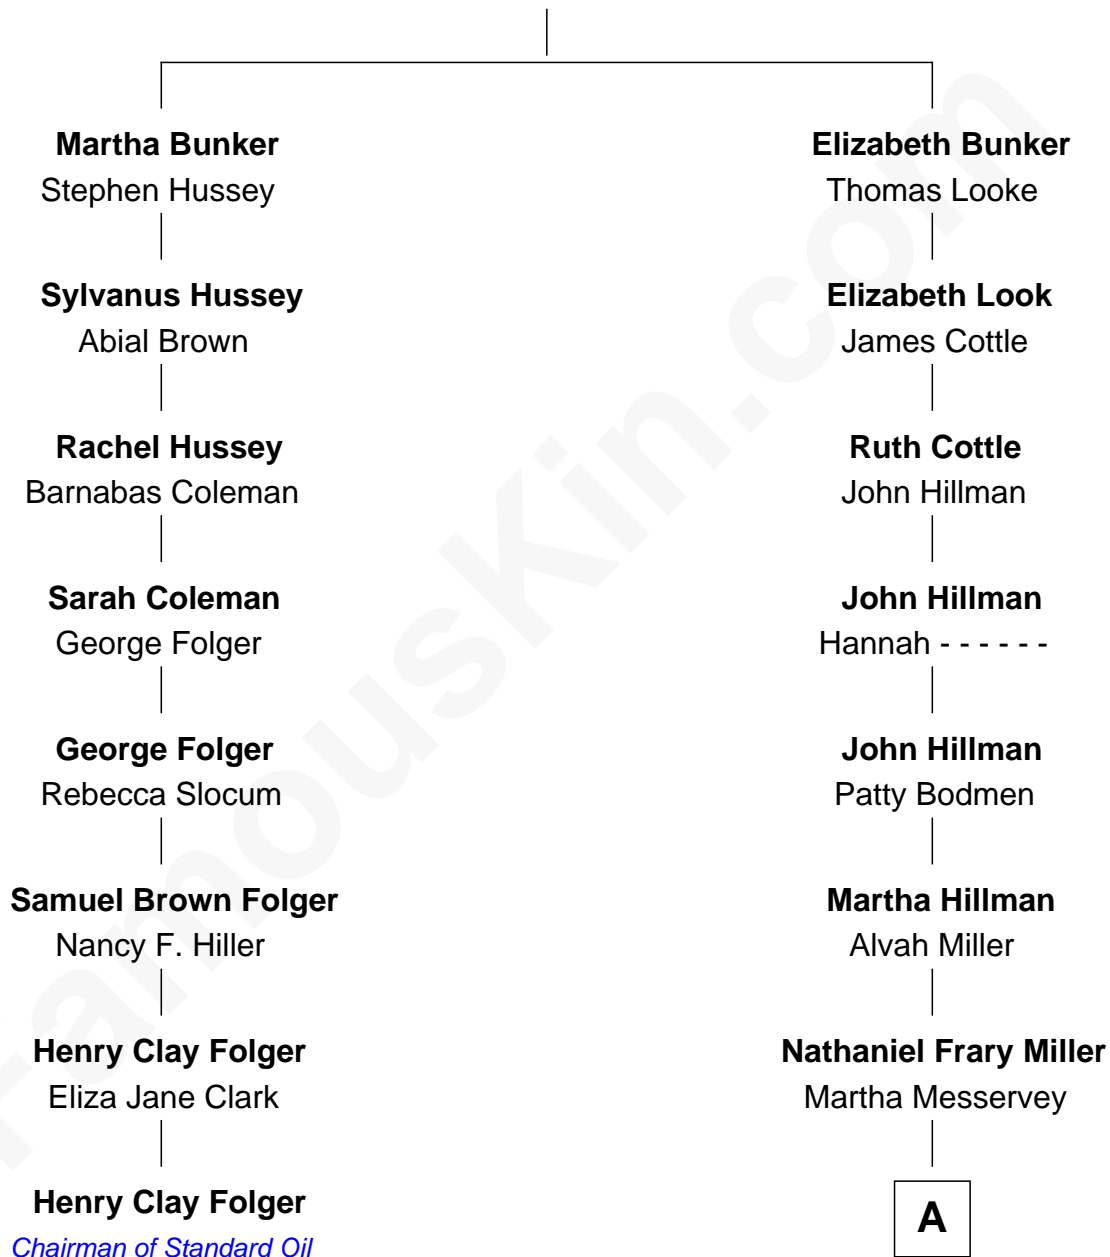 Martha Bunker
Stephen Hussey
Sylvanus Hussey
Abial Brown
Rachel Hussey
Barnabas Coleman
Sarah Coleman
George Folger
George Folger
Rebecca Slocum
Samuel Brown Folger
Nancy F. Hiller
Henry Clay Folger
Eliza Jane Clark
Henry Clay Folger
Chairman of Standard Oil
Elizabeth Bunker
Thomas Looke
Elizabeth Look
James Cottle
Ruth Cottle
John Hillman
John Hillman
Hannah - - - - - -
John Hillman
Patty Bodmen
Martha Hillman
Alvah Miller
Nathaniel Frary Miller
Martha Messervey
A
FamousKin.com